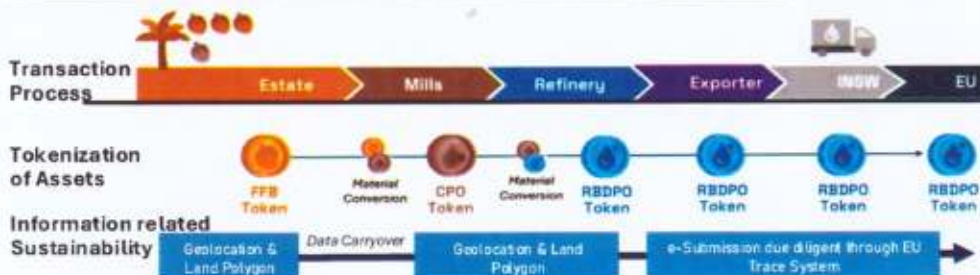 Transaction
Process
Estate
Mills
Refinery
Exporter
INSW
EU
Tokenization
of Assets
FFB
Token
Material
Conversion
CPO
Token
Material
Conversion
RBDPO
Token
RBDPO
Token
RBDPO
Token
RBDPO
Token
Information related
Sustainability
Geolocation &
Land Polygon
Data Carryover
Geolocation & Land
Polygon
e-Submission due diligent through EU
Trace System